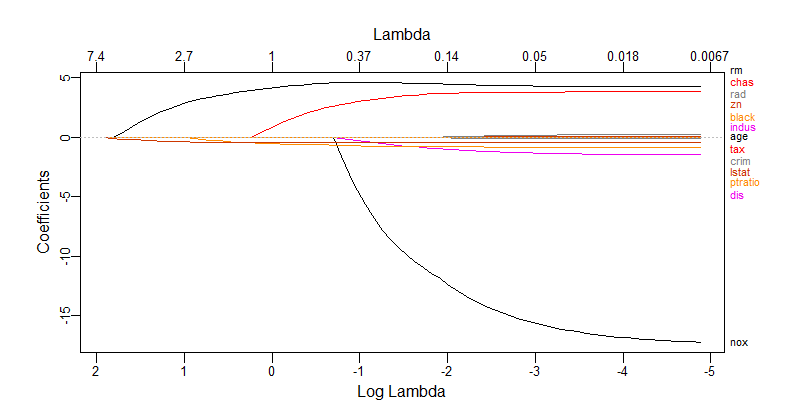 Lambda
7.4 2.7 1 0.37 0.14 0.05 0.018 0.0067
Coefficients
5
0
-5
-10
-15
rm
chas
rad
zn
black
indus
age
tax
crim
lstat
ptratio
dis
nox
2 1 0 -1 -2 -3 -4 -5
Log Lambda